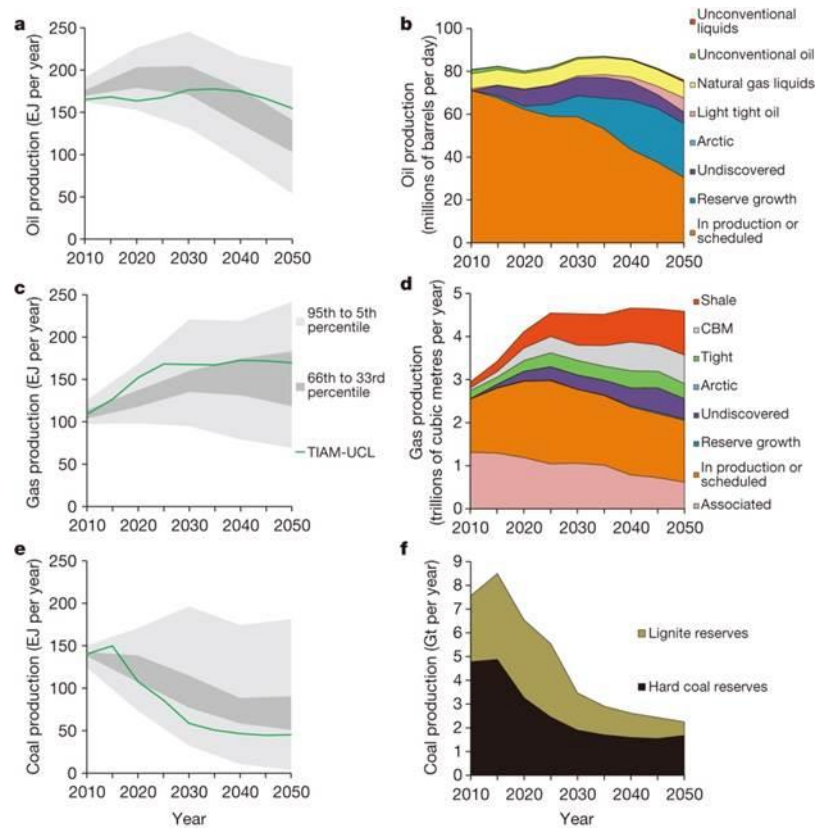 a
Oil production (EJ per year)
250
200
150
100
50
0
2010 2020 2030 2040 2050
b
Oil production
(millions of barrels per day)
100
80
60
40
20
0
2010 2020 2030 2040 2050
Unconventional
liquids
Unconventional oil
Natural gas liquids
Light tight oil
Arctic
Undiscovered
Reserve growth
In production or
scheduled
c
Gas production (EJ per year)
250
200
150
100
50
0
2010 2020 2030 2040 2050
95th to 5th
percentile
66th to 33rd
percentile
TIAM-UCL
d
Gas production
(trillions of cubic metres per year)
5
4
3
2
1
0
2010 2020 2030 2040 2050
Shale
CBM
Tight
Arctic
Undiscovered
Reserve growth
In production or
scheduled
Associated
e
Coal production (EJ per year)
250
200
150
100
50
0
2010 2020 2030 2040 2050
Year
f
Coal production (Gt per year)
9
8
7
6
5
4
3
2
1
0
2010 2020 2030 2040 2050
Year
Lignite reserves
Hard coal reserves